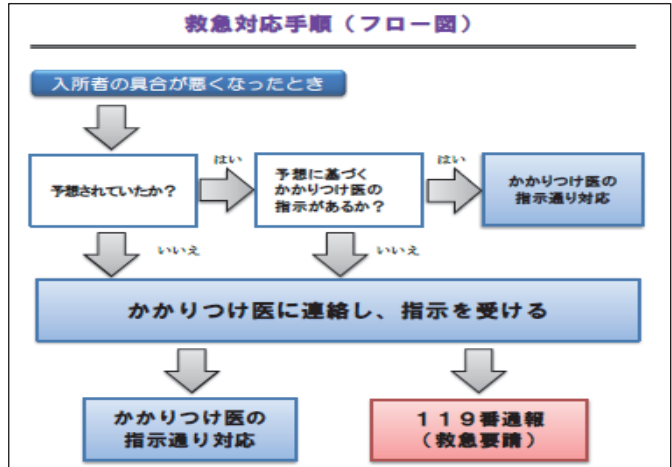 救急対応手順（フロー図）
入所者の具合が悪くなったとき
予想されていたか？
はい
予想に基づく
かかりつけ医の
指示があるか？
はい
かかりつけ医の
指示通り対応
いいえ
いいえ
かかりつけ医に連絡し、指示を受ける
かかりつけ医の
指示通り対応
１１９番通報
（救急要請）